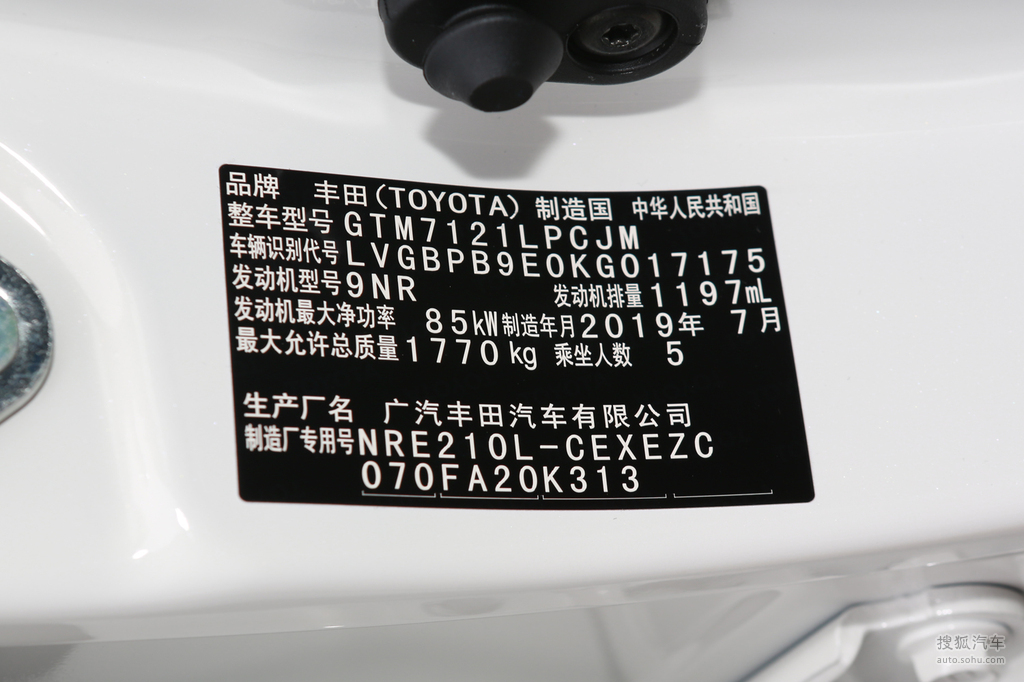 品牌 丰田(TOYOTA) 制造国 中华人民共和国
整车型号 GTM7121LPCJM
车辆识别代号 LVGBPB9E0KG017175
发动机型号 9NR 发动机排量 1197mL
发动机最大净功率 85kW 制造年月 2019年 7月
最大允许总质量 1770kg 乘坐人数 5
生产厂名 广汽丰田汽车有限公司
制造厂专用号 NRE210L-CEXEZC
070FA20K313
搜狐汽车
auto.sohu.com